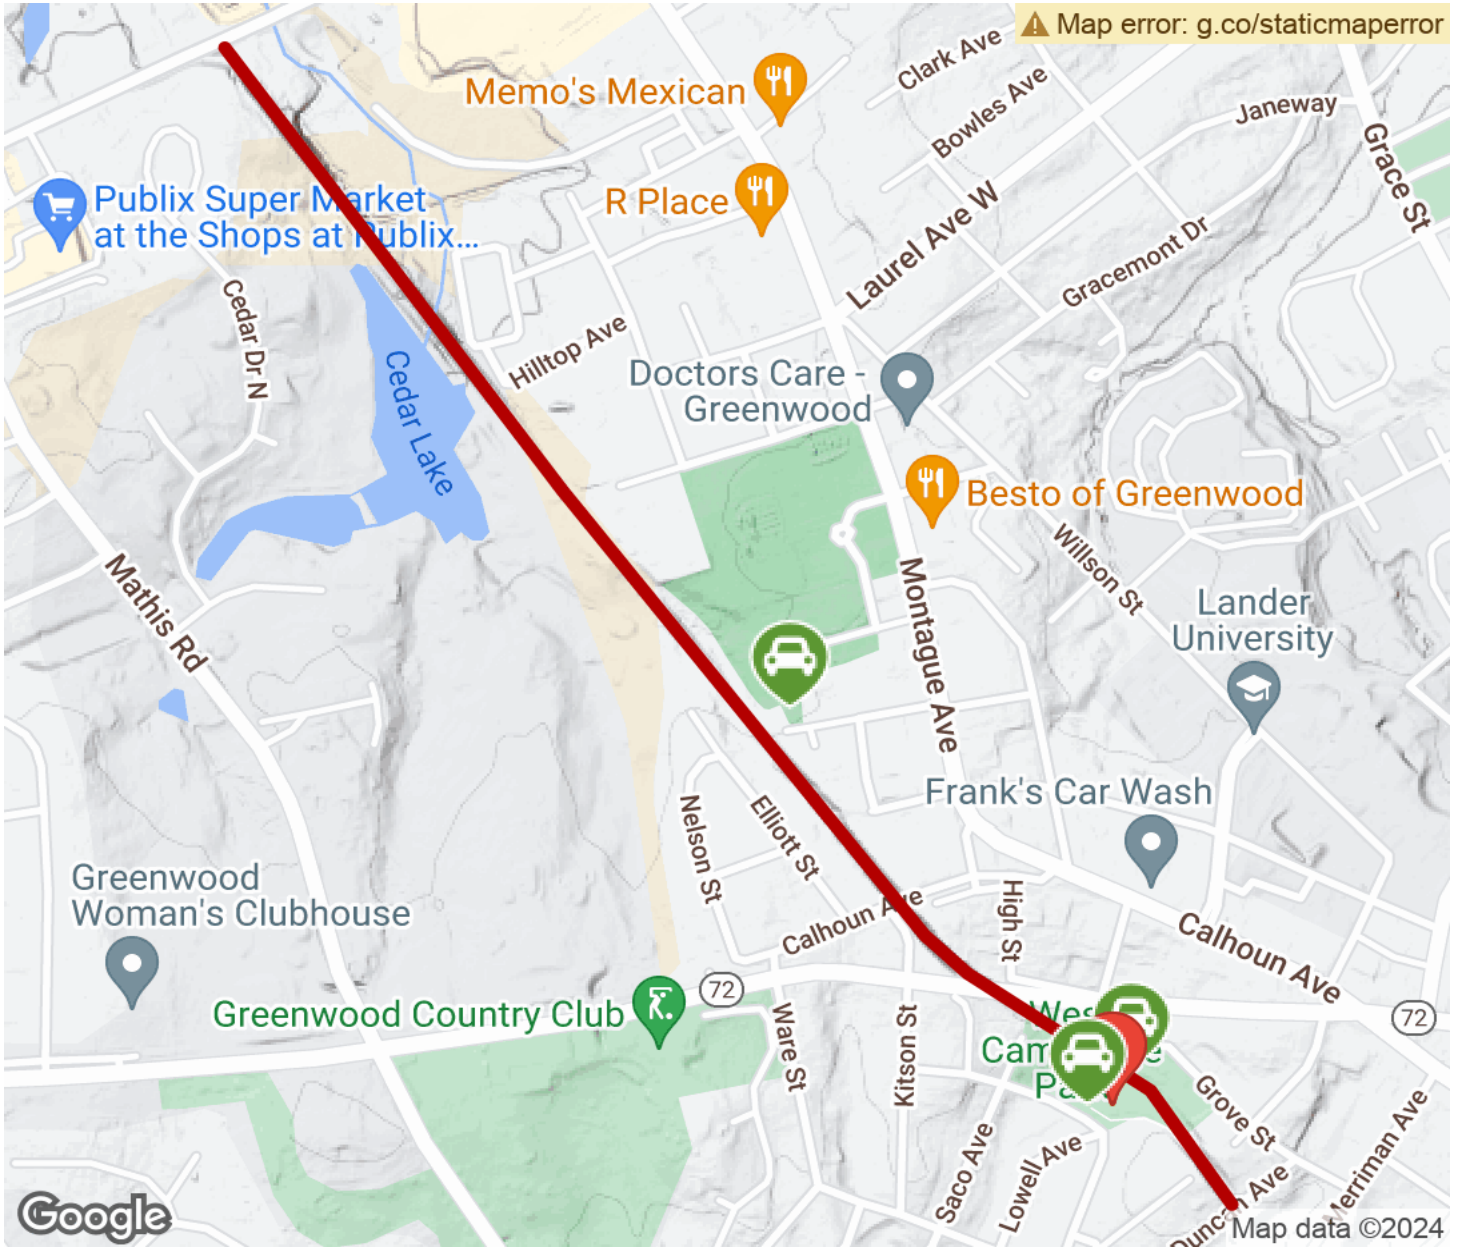 Map error: g.co/staticmaperror
Clark Ave
Memo's Mexican
Bowles Ave
Janeway
Grace St
Publix Super Market
at the Shops at Publix...
R Place
Laurel Ave W
Gracemont Dr
Cedar Dr N
Hilltop Ave
Cedar Lake
Doctors Care -
Greenwood
Besto of Greenwood
Willson St
Mathis Rd
Montague Ave
Lander
University
Nelson St
Elliott St
Frank's Car Wash
Greenwood
Woman's Clubhouse
Calhoun Ave
High St
Calhoun Ave
72
72
Greenwood Country Club
Ware St
Kitson St
Grove St
Saco Ave
Lowell Ave
Merriman Ave
Duncan Ave
Google
Map data ©2024